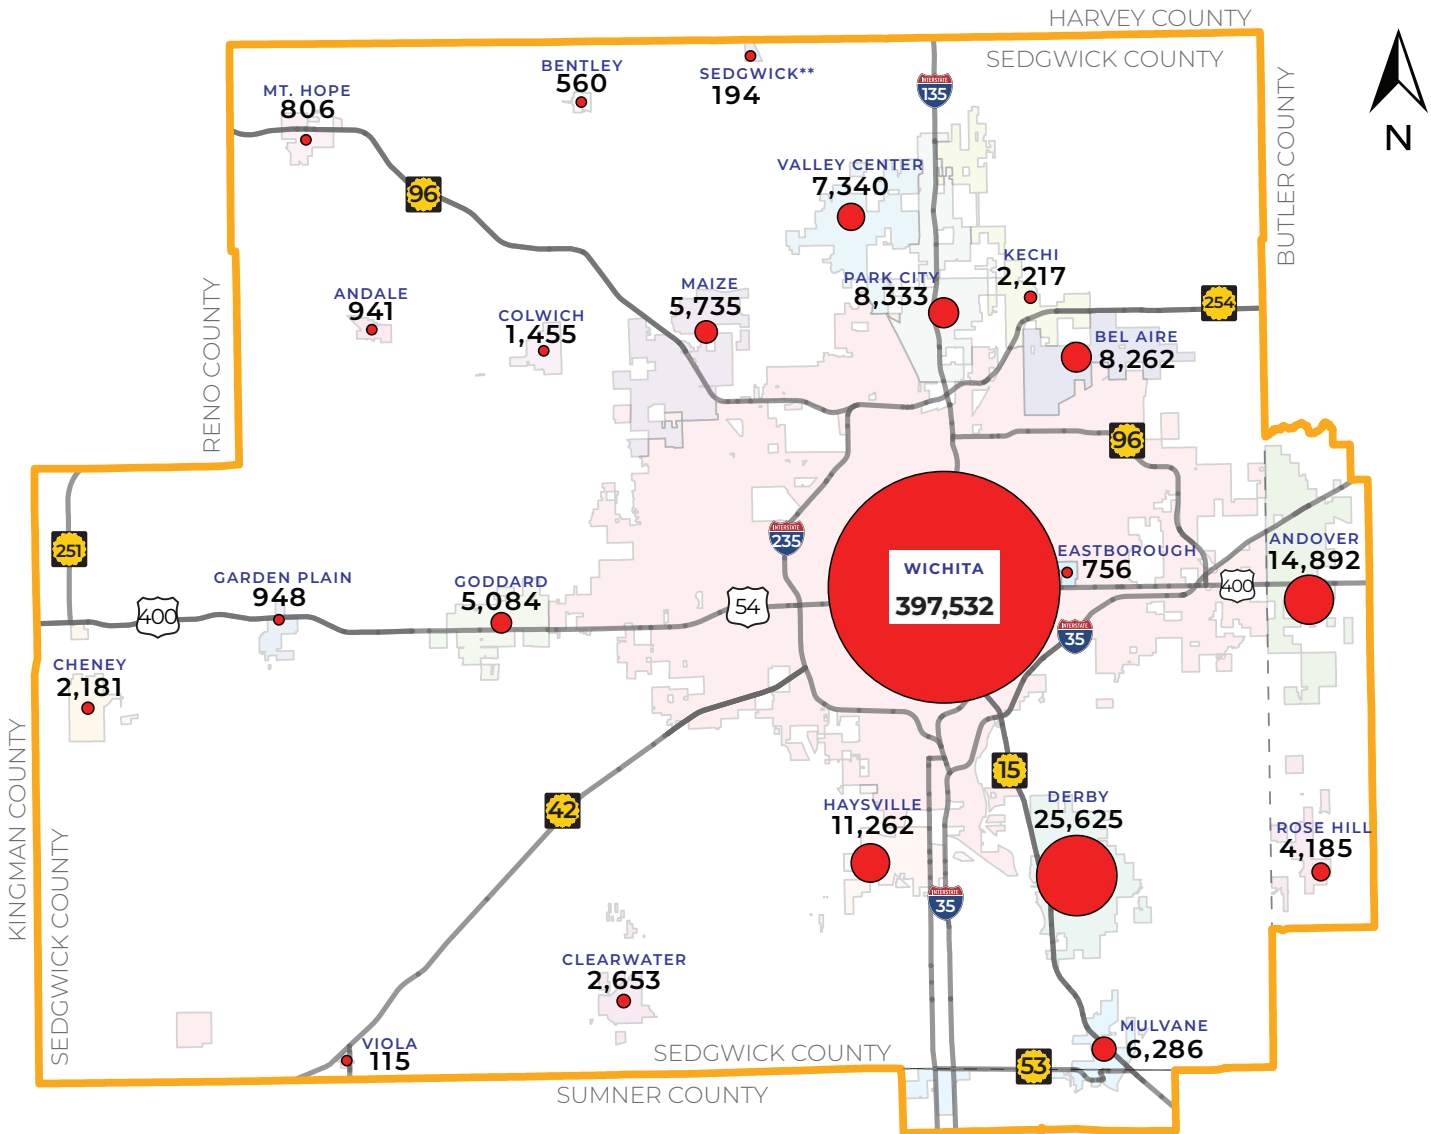 HARVEY COUNTY
SEDGWICK COUNTY
BENTLEY
560
SEDGWICK**
194
MT. HOPE
806
INTERSTATE
135
BUTLER COUNTY
N
VALLEY CENTER
7,340
96
KECHI
2,217
PARK CITY
8,333
MAIZE
5,735
RENO COUNTY
ANDALE
941
COLWICH
1,455
254
BEL AIRE
8,262
96
INTERSTATE
235
251
EASTBOROUGH
756
ANDOVER
14,892
WICHITA
397,532
GARDEN PLAIN
948
GODDARD
5,084
400
54
400
INTERSTATE
35
CHENEY
2,181
KINGMAN COUNTY
SEDGWICK COUNTY
42
15
HAYSVILLE
11,262
DERBY
25,625
ROSE HILL
4,185
INTERSTATE
35
CLEARWATER
2,653
VIOLA
115
SEDGWICK COUNTY
SUMNER COUNTY
MULVANE
6,286
53